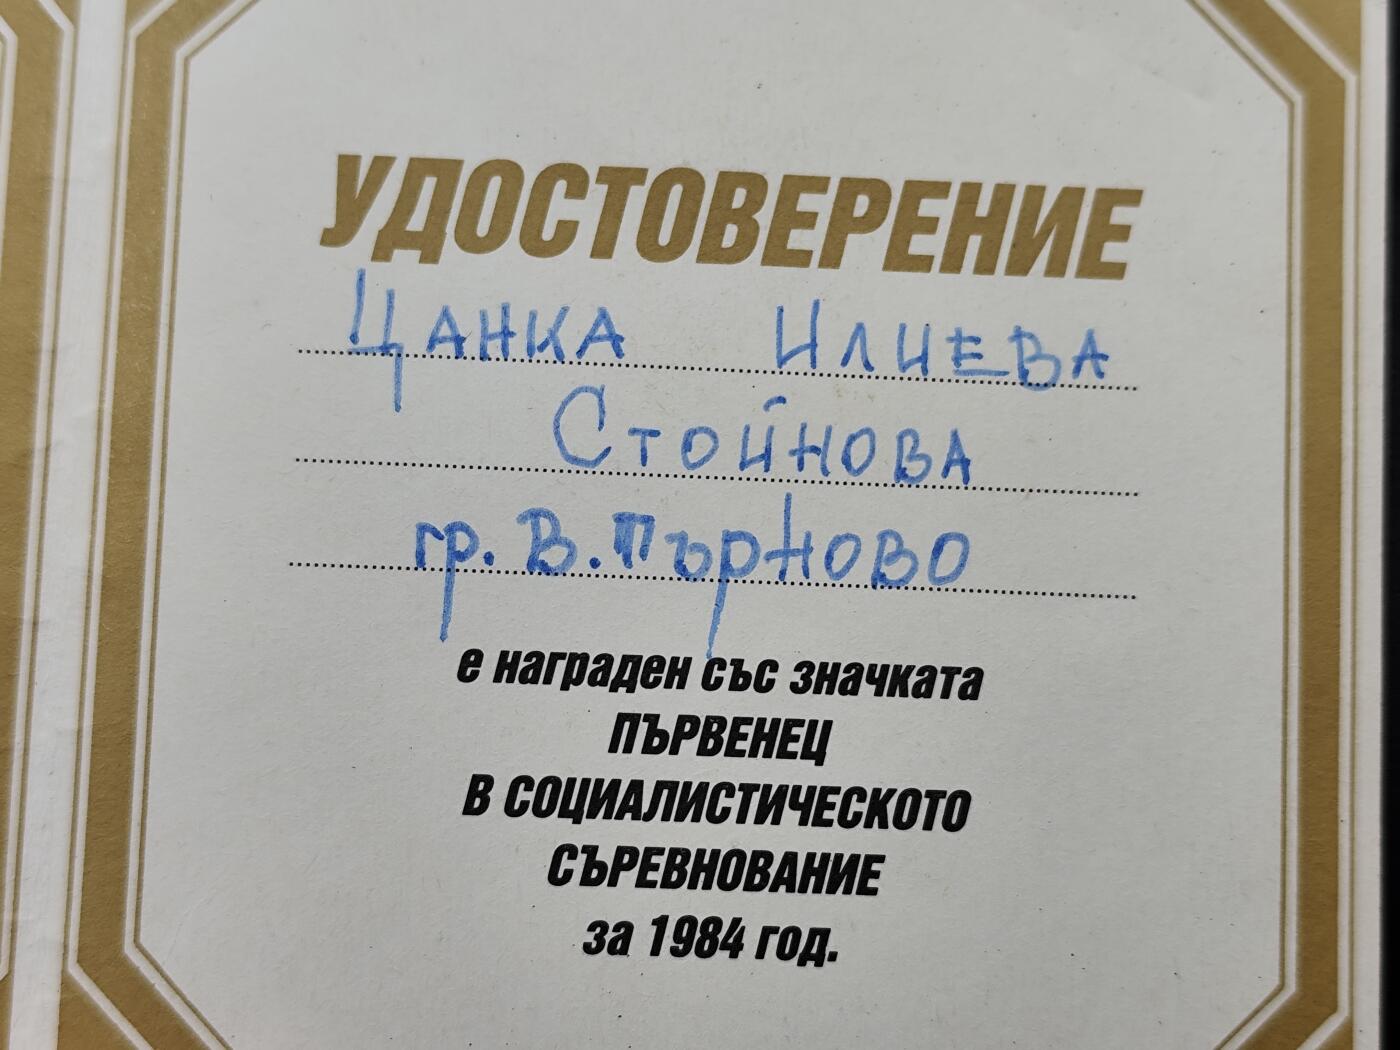 УДОСТОВЕРЕНИЕ
Цанка Илиева
Стойнова
гр. В. Търново
е награден със значката
ПЪРВЕНЕЦ
В СОЦИАЛИСТИЧЕСКОТО
СЪРЕВНОВАНИЕ
за 1984 год.